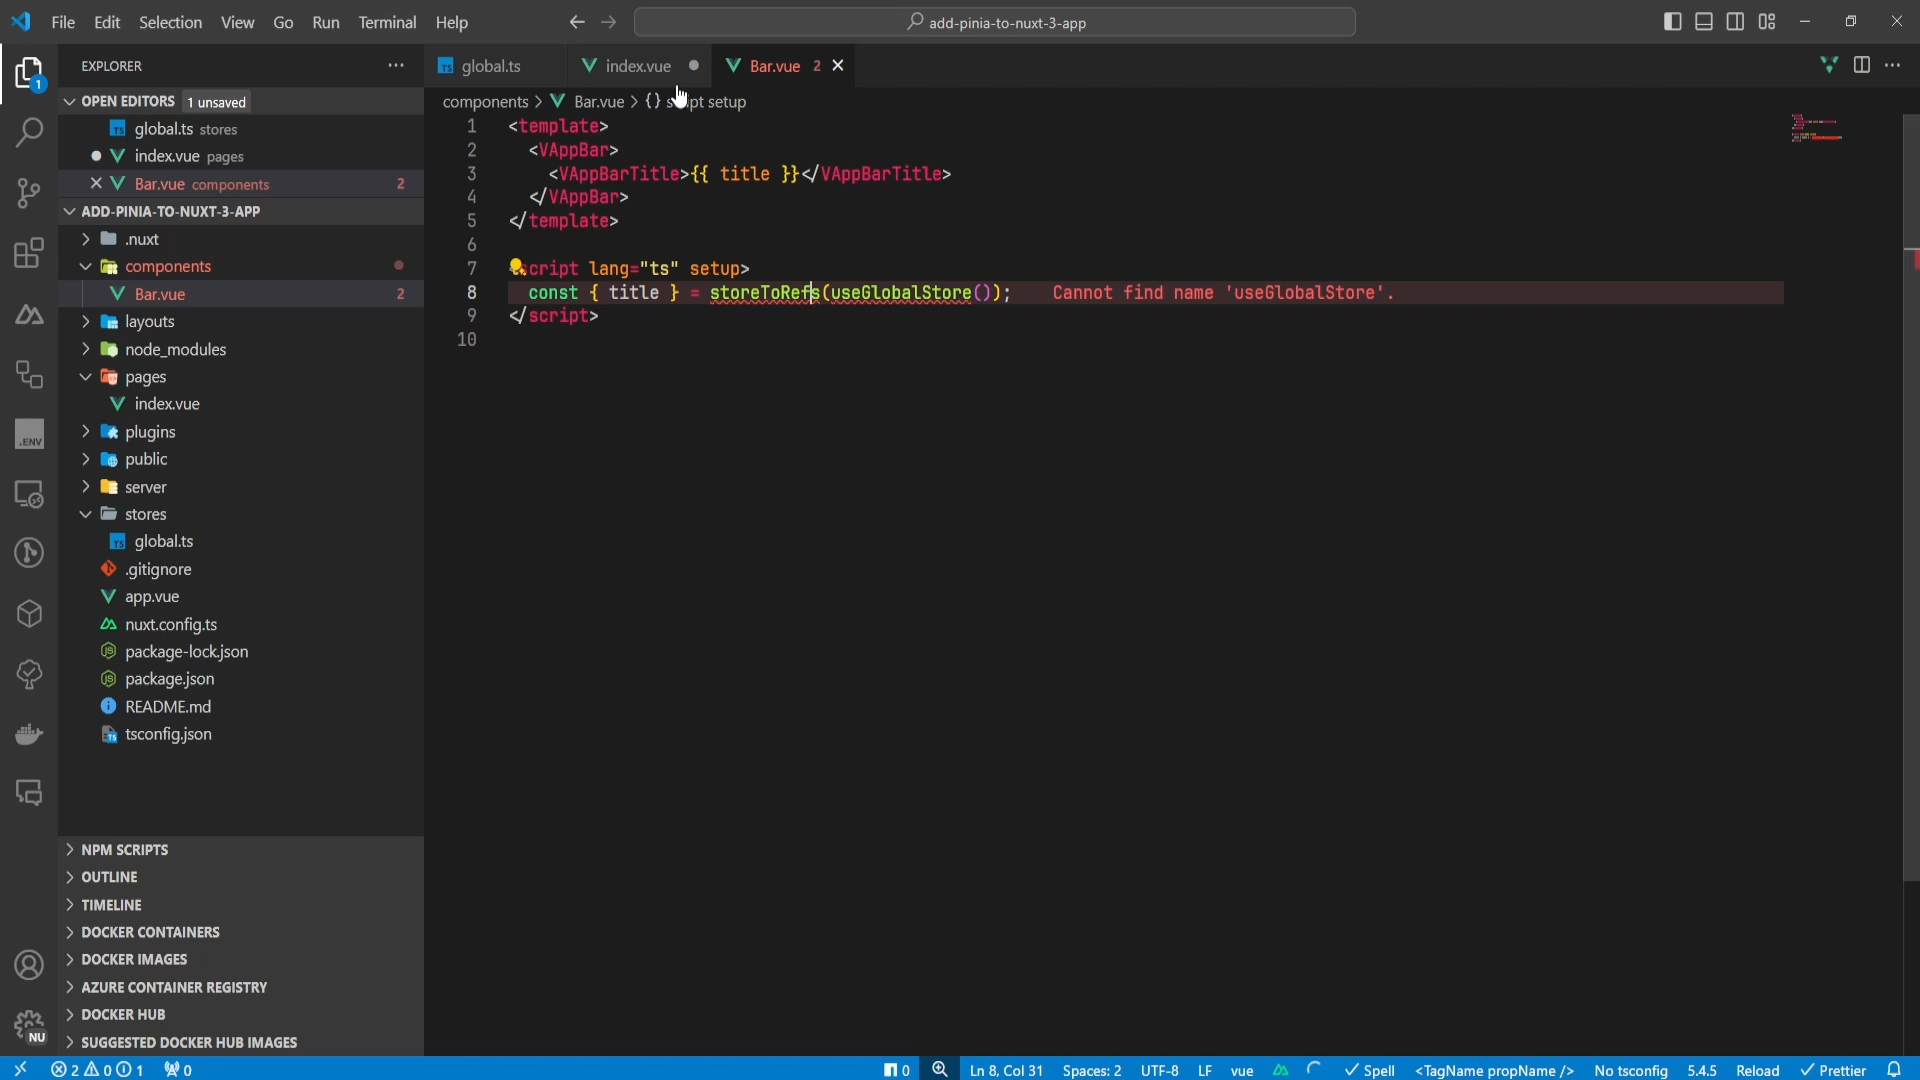 File Edit Selection View Go Run Terminal Help
add-pinia-to-nuxt-3-app
EXPLORER
OPEN EDITORS 1 unsaved
global.ts stores
index.vue pages
Bar.vue components 2
ADD-PINIA-TO-NUXT-3-APP
.nuxt
components
Bar.vue 2
layouts
node_modules
pages
index.vue
plugins
public
server
stores
global.ts
.gitignore
app.vue
nuxt.config.ts
package-lock.json
package.json
README.md
tsconfig.json
NPM SCRIPTS
OUTLINE
TIMELINE
DOCKER CONTAINERS
DOCKER IMAGES
AZURE CONTAINER REGISTRY
DOCKER HUB
SUGGESTED DOCKER HUB IMAGES
1
.ENV
NU
global.ts index.vue Bar.vue 2
components > Bar.vue > {} script setup
1 <template>
2 <VAppBar>
3 <VAppBarTitle>{{ title }}</VAppBarTitle>
4 </VAppBar>
5 </template>
6
7 <script lang="ts" setup>
8 const { title } = storeToRefs(useGlobalStore()); Cannot find name 'useGlobalStore'.
9 </script>
10
2 0 1 0 0 Ln 8, Col 31 Spaces: 2 UTF-8 LF vue Spell <TagName propName /> No tsconfig 5.4.5 Reload Prettier